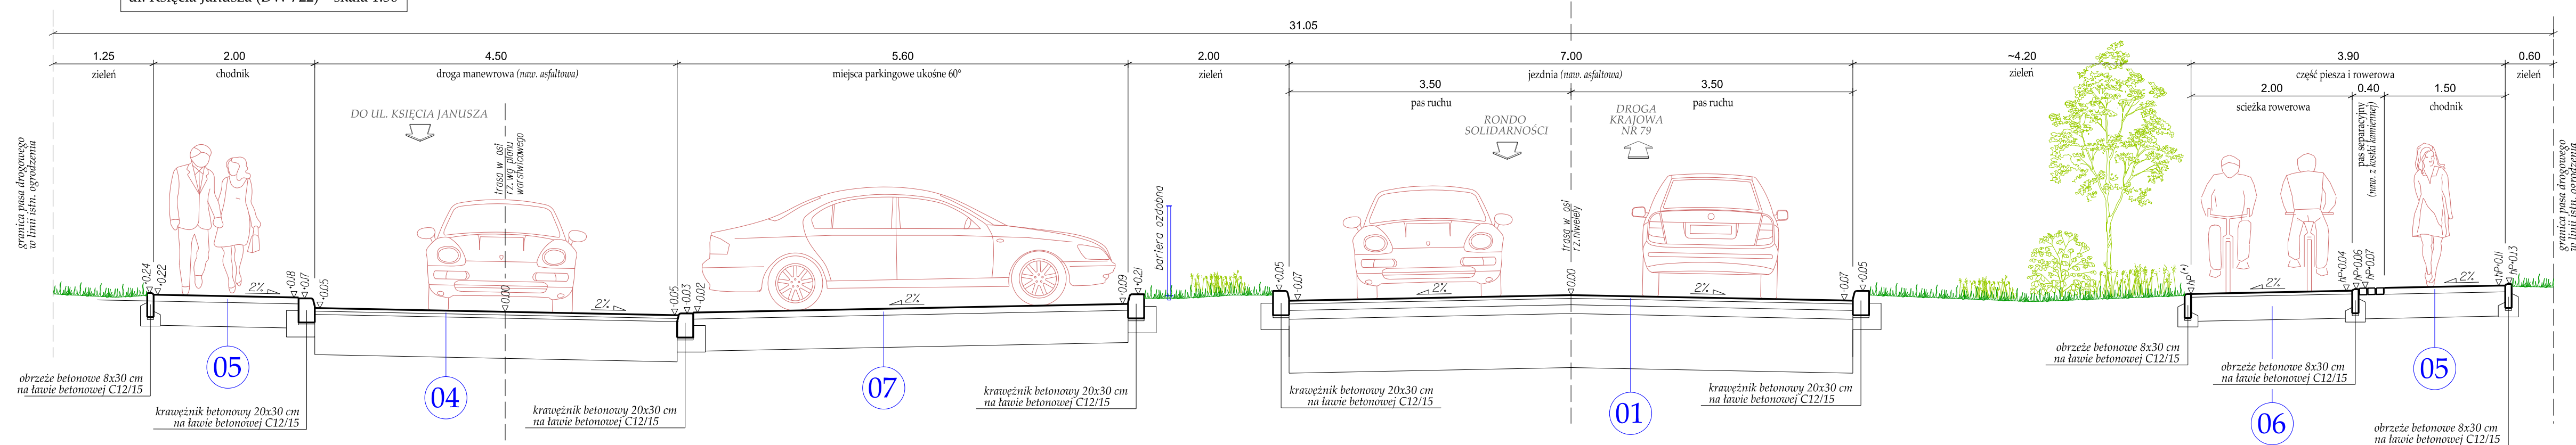 31.05
1.25
zieleń
2.00
chodnik
4.50
droga manewrowa (naw. asfaltowa)
5.60
miejsca parkingowe ukośne 60°
2.00
zieleń
7.00
jezdnia (naw. asfaltowa)
3.50
pas ruchu
3.50
pas ruchu
~4.20
zieleń
3.90
część piesza i rowerowa
2.00
scieżka rowerowa
0.40
pas separacyjny
(naw. z kostki kamiennej)
1.50
chodnik
0.60
zieleń
granica pasa drogowego
w linii istn. ogrodzenia
DO UL. KSIĘCIA JANUSZA
trasa w osi
rz. wg planu
warstwicowego
bariera ozdobna
RONDO
SOLIDARNOŚCI
DROGA
KRAJOWA
NR 79
trasa w osi
rz. niwelety
granica pasa drogowego
w linii istn. ogrodzenia
+0.24
+0.22
2%
+0.18
+0.17
+0.05
0.00
2%
-0.05
-0.03
-0.02
2%
+0.09
+0.21
+0.05
-0.07
2%
0.00
2%
-0.07
+0.05
hP(*)
2%
hP+0.04
hP+0.06
hP+0.07
2%
hP+0.11
hP+0.13
05
04
07
01
06
05
obrzeże betonowe 8x30 cm
na ławie betonowej C12/15
krawężnik betonowy 20x30 cm
na ławie betonowej C12/15
krawężnik betonowy 20x30 cm
na ławie betonowej C12/15
krawężnik betonowy 20x30 cm
na ławie betonowej C12/15
krawężnik betonowy 20x30 cm
na ławie betonowej C12/15
krawężnik betonowy 20x30 cm
na ławie betonowej C12/15
obrzeże betonowe 8x30 cm
na ławie betonowej C12/15
obrzeże betonowe 8x30 cm
na ławie betonowej C12/15
obrzeże betonowe 8x30 cm
na ławie betonowej C12/15